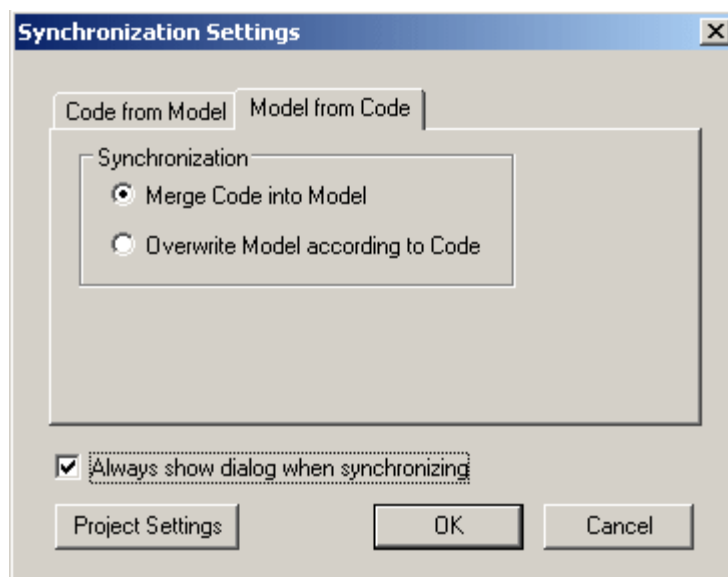 Synchronization Settings
Code from Model
Model from Code
Synchronization
Merge Code into Model
Overwrite Model according to Code
Always show dialog when synchronizing
Project Settings
OK
Cancel